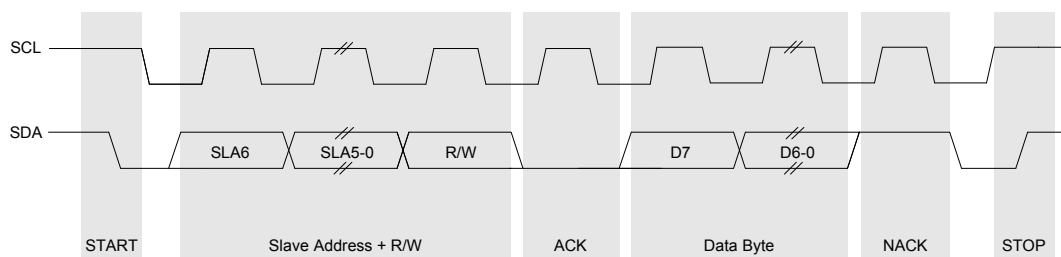 SCL
SDA
SLA6 SLA5-0 R/W D7 D6-0
START Slave Address + R/W ACK Data Byte NACK STOP